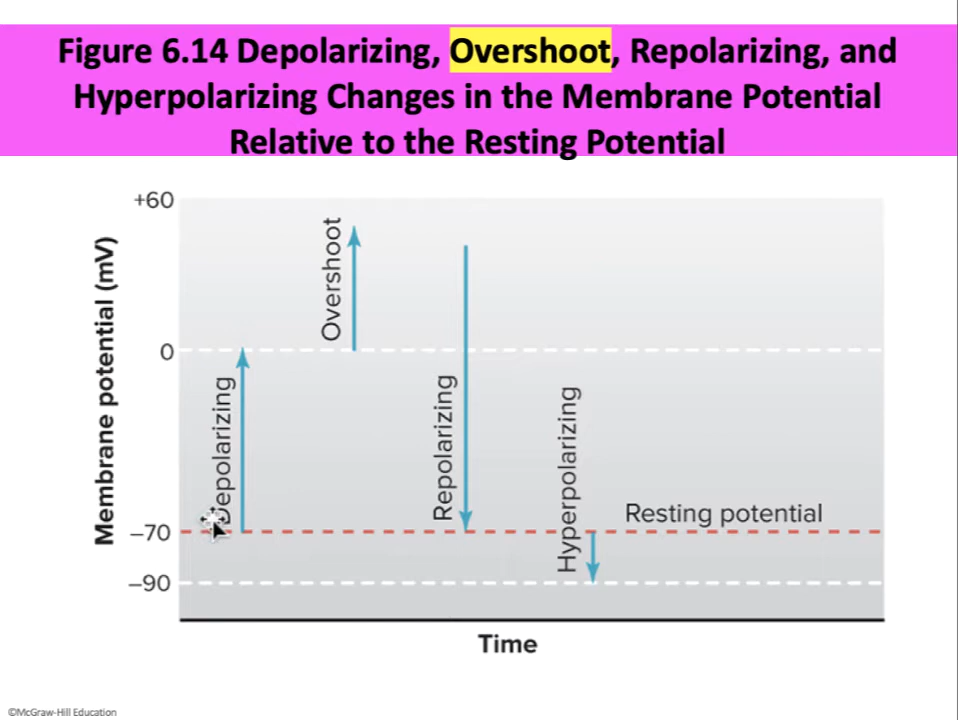 Figure 6.14 Depolarizing, Overshoot, Repolarizing, and
Hyperpolarizing Changes in the Membrane Potential
Relative to the Resting Potential
+60
0
–70
–90
Membrane potential (mV)
Depolarizing
Overshoot
Repolarizing
Hyperpolarizing
Resting potential
Time
©McGraw-Hill Education